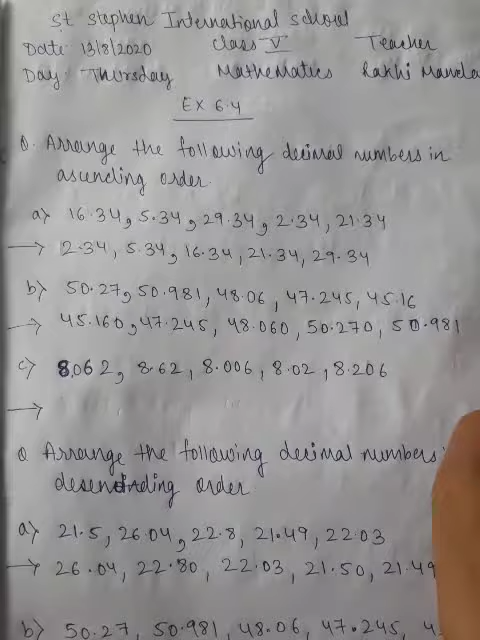 St Stephen International School
Date: 13/8/2020 Class V Teacher
Day: Thursday Mathematics Rakhi
Ex 6.4
Q. Arrange the following decimal numbers in
ascending order.
a) 16.34, 5.34, 29.34, 2.34, 21.34
→ 2.34, 5.34, 16.34, 21.34, 29.34
b) 50.27, 50.981, 48.06, 47.245, 45.16
→ 45.160, 47.245, 48.060, 50.270, 50.981
c) 8.062, 8.62, 8.006, 8.02, 8.206
→
Q Arrange the following decimal numbers
desending order
a) 21.5, 26.04, 22.8, 21.49, 22.03
→ 26.04, 22.80, 22.03, 21.50, 21.49
b) 50.27, 50.981, 48.06, 47.245, 4